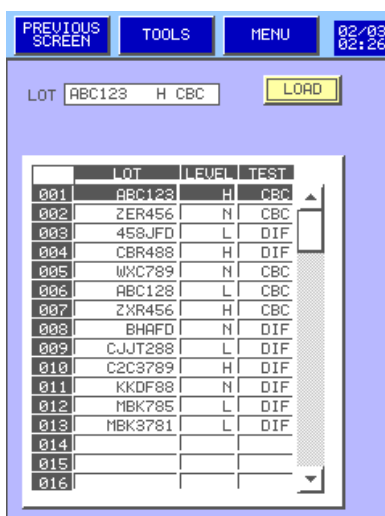 PREVIOUS SCREEN TOOLS MENU 02/03
02:26
LOT ABC123 H CBC LOAD
LOT LEVEL TEST
001 ABC123 H CBC
002 ZER456 N CBC
003 458JFD L DIF
004 CBR488 H DIF
005 WXC789 N CBC
006 ABC128 L CBC
007 ZXR456 H CBC
008 BHAFD N DIF
009 CJJT288 L DIF
010 C2C3789 H DIF
011 KKDF88 N DIF
012 MBK785 L DIF
013 MBK3781 L DIF
014
015
016